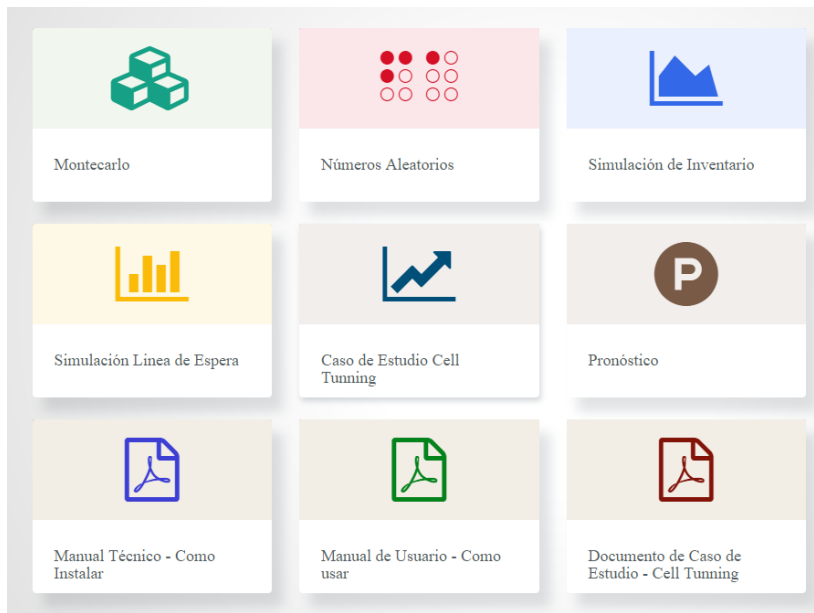 Montecarlo
Números Aleatorios
Simulación de Inventario
Simulación Linea de Espera
Caso de Estudio Cell
Tunning
P
Pronóstico
Manual Técnico - Como
Instalar
Manual de Usuario - Como
usar
Documento de Caso de
Estudio - Cell Tunning